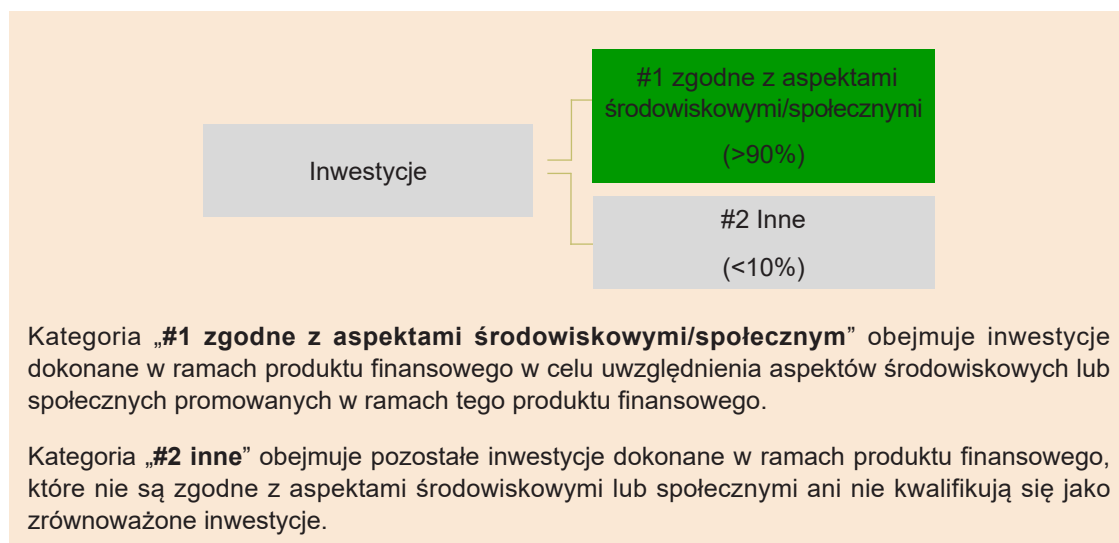 #1 zgodne z aspektami
środowiskowymi/społecznymi
(>90%)
Inwestycje
#2 Inne
(<10%)
Kategoria „#1 zgodne z aspektami środowiskowymi/społecznym” obejmuje inwestycje
dokonane w ramach produktu finansowego w celu uwzględnienia aspektów środowiskowych lub
społecznych promowanych w ramach tego produktu finansowego.
Kategoria „#2 inne” obejmuje pozostałe inwestycje dokonane w ramach produktu finansowego,
które nie są zgodne z aspektami środowiskowymi lub społecznymi ani nie kwalifikują się jako
zrównoważone inwestycje.